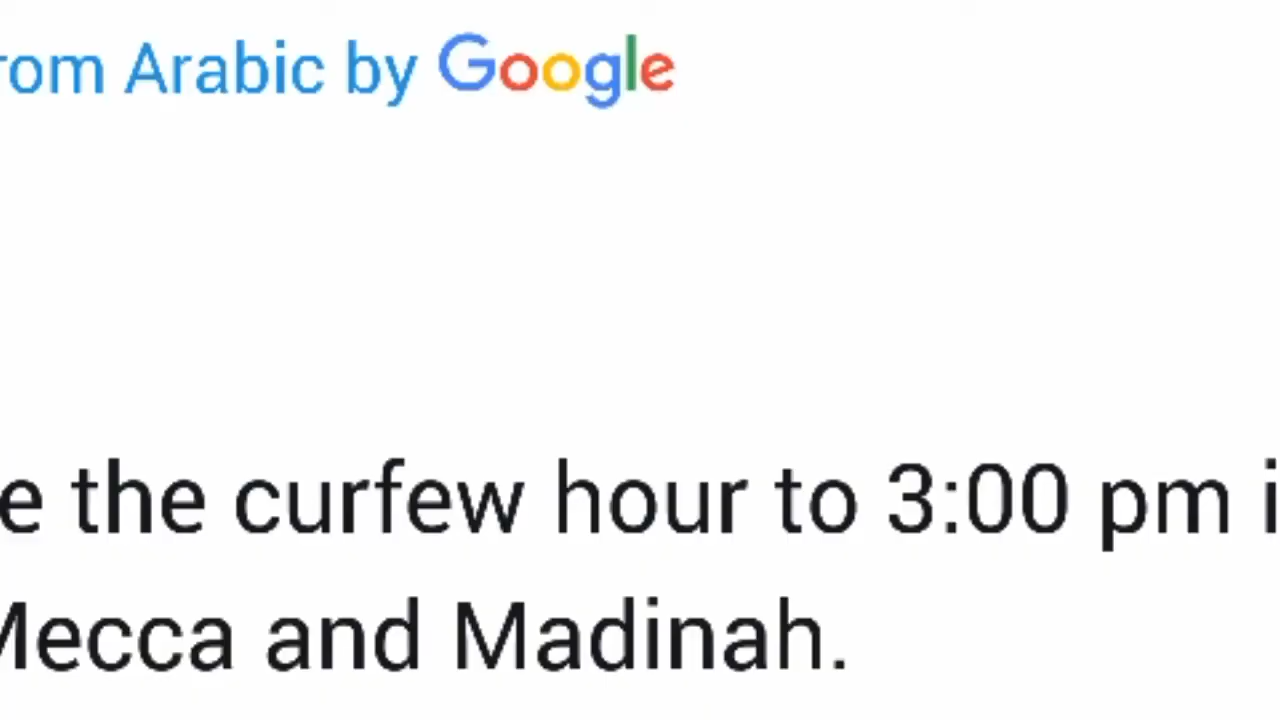 rom Arabic by Google
e the curfew hour to 3:00 pm i
Mecca and Madinah.